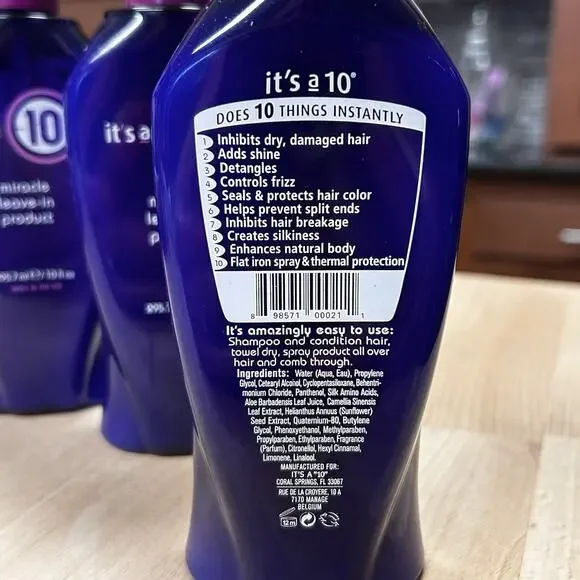 10
miracle
leave-in
product
295.7 ml ℮ / 10 fl oz
it's a
it's a 10®
DOES 10 THINGS INSTANTLY
1 Inhibits dry, damaged hair
2 Adds shine
3 Detangles
4 Controls frizz
5 Seals & protects hair color
6 Helps prevent split ends
7 Inhibits hair breakage
8 Creates silkiness
9 Enhances natural body
10 Flat iron spray & thermal protection
8 98571 00021 1
It's amazingly easy to use:
Shampoo and condition hair,
towel dry, spray product all over
hair and comb through.
Ingredients: Water (Aqua, Eau), Propylene
Glycol, Cetearyl Alcohol, Cyclopentasiloxane, Behentri-
monium Chloride, Panthenol, Silk Amino Acids,
Aloe Barbadensis Leaf Juice, Camellia Sinensis
Leaf Extract, Helianthus Annuus (Sunflower)
Seed Extract, Quaternium-80, Butylene
Glycol, Phenoxyethanol, Methylparaben,
Propylparaben, Ethylparaben, Fragrance
(Parfum), Citronellol, Hexyl Cinnamal,
Limonene, Linalool.
MANUFACTURED FOR:
IT'S A "10"
CORAL SPRINGS, FL 33067
RUE DE LA CROYERE, 10 A
7170 MANAGE
BELGIUM
12m